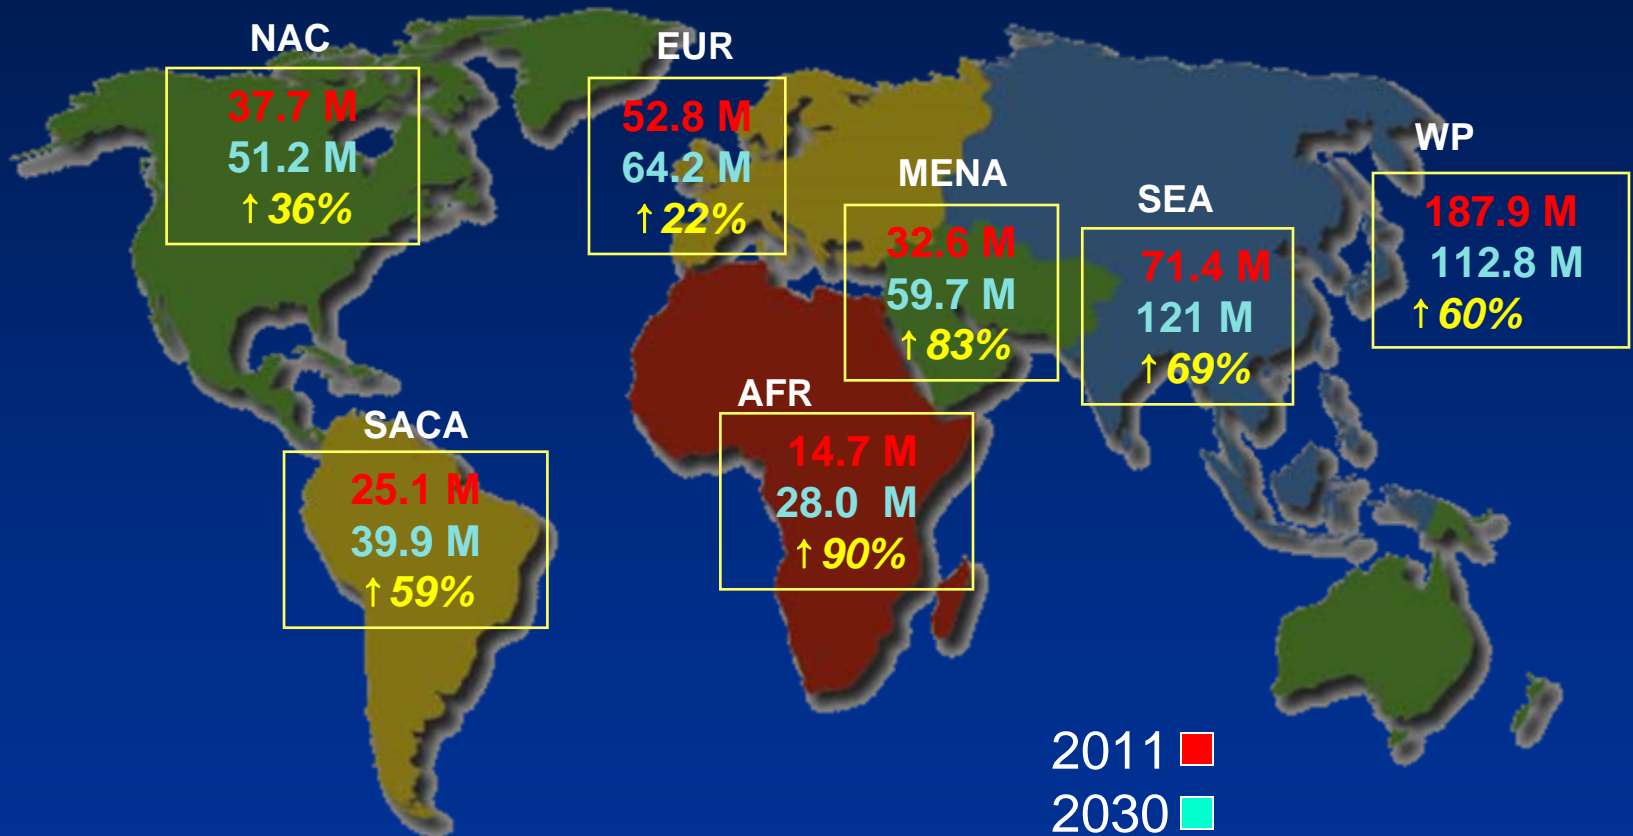 NAC
37.7 M
51.2 M
↑36%
EUR
52.8 M
64.2 M
↑22%
MENA
32.6 M
59.7 M
↑83%
SEA
71.4 M
121 M
↑69%
WP
187.9 M
112.8 M
↑60%
SACA
25.1 M
39.9 M
↑59%
AFR
14.7 M
28.0 M
↑90%
2011
2030